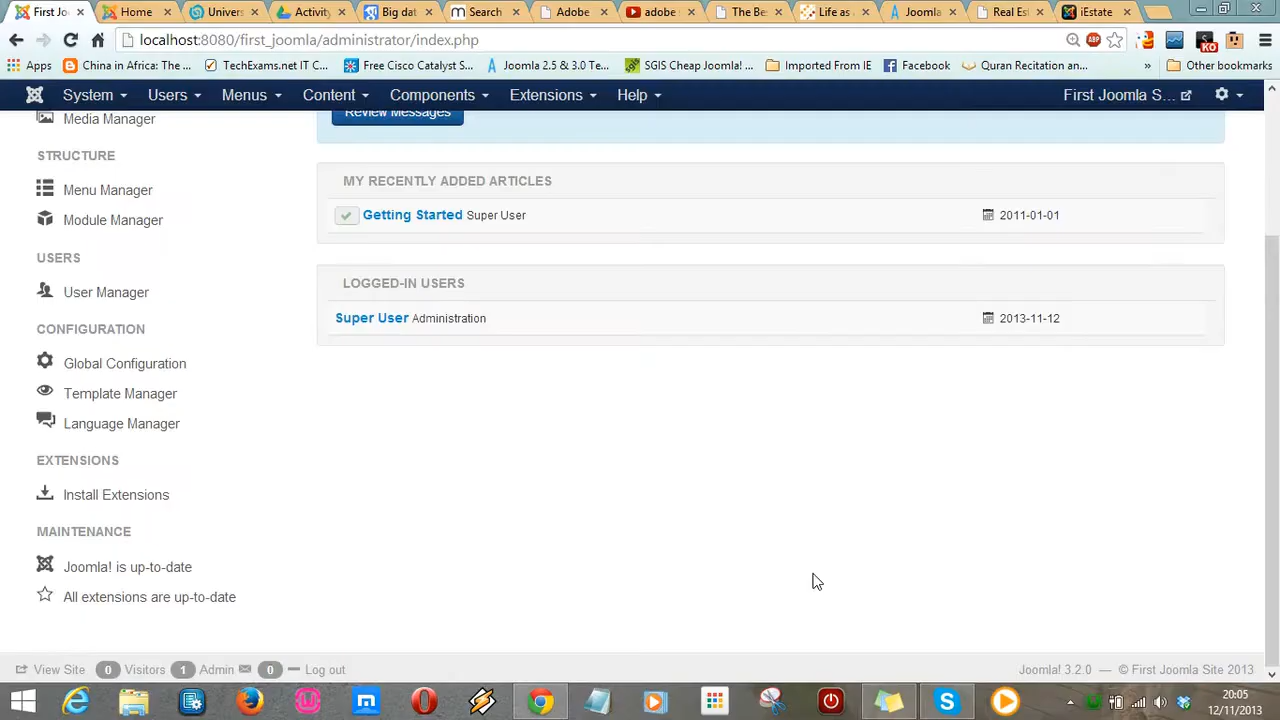 First Jo
Home
Univers
Activity
Big dat
Search
Adobe
adobe
The Be
Life as
Joomla
Real Es
iEstate
localhost:8080/first_joomla/administrator/index.php
ABP
KO
Apps
China in Africa: The ...
TechExams.net IT C...
Free Cisco Catalyst S...
Joomla 2.5 & 3.0 Te...
SGIS Cheap Joomla! ...
Imported From IE
Facebook
Quran Recitation an...
»
Other bookmarks
System
Users
Menus
Content
Components
Extensions
Help
First Joomla S...
Media Manager
Review Messages
STRUCTURE
Menu Manager
Module Manager
USERS
User Manager
CONFIGURATION
Global Configuration
Template Manager
Language Manager
EXTENSIONS
Install Extensions
MAINTENANCE
Joomla! is up-to-date
All extensions are up-to-date
MY RECENTLY ADDED ARTICLES
Getting Started Super User 2011-01-01
LOGGED-IN USERS
Super User Administration 2013-11-12
View Site 0 Visitors 1 Admin 0 Log out
Joomla! 3.2.0 — © First Joomla Site 2013
20:05
12/11/2013